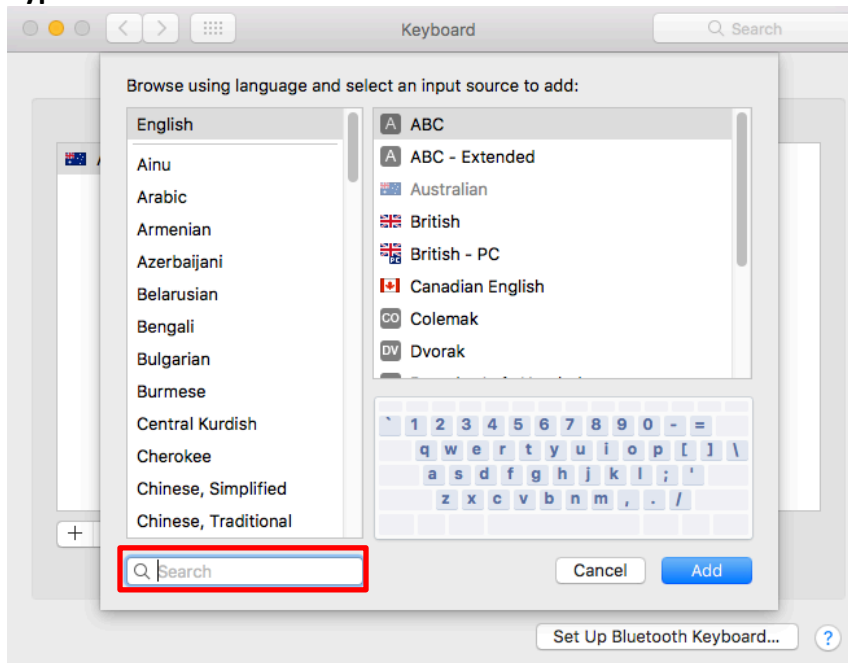 Keyboard
Search
Browse using language and select an input source to add:
English
Ainu
Arabic
Armenian
Azerbaijani
Belarusian
Bengali
Bulgarian
Burmese
Central Kurdish
Cherokee
Chinese, Simplified
Chinese, Traditional
A ABC
A ABC - Extended
Australian
British
PC British - PC
Canadian English
CO Colemak
DV Dvorak
` 1 2 3 4 5 6 7 8 9 0 - =
q w e r t y u i o p [ ] \
a s d f g h j k l ; '
z x c v b n m , . /
+
Search
Cancel
Add
Set Up Bluetooth Keyboard...
?